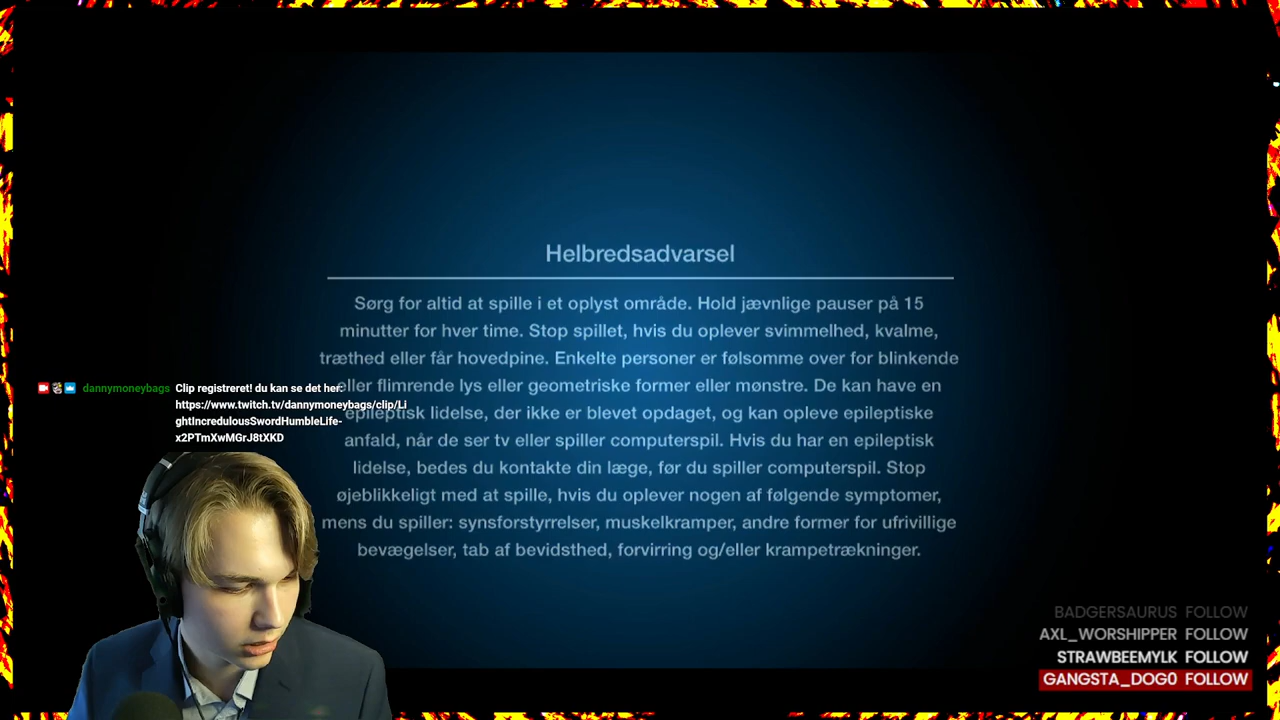 Helbredsadvarsel
Sørg for altid at spille i et oplyst område. Hold jævnlige pauser på 15
minutter for hver time. Stop spillet, hvis du oplever svimmelhed, kvalme,
træthed eller får hovedpine. Enkelte personer er følsomme over for blinkende
eller flimrende lys eller geometriske former eller mønstre. De kan have en
epileptisk lidelse, der ikke er blevet opdaget, og kan opleve epileptiske
anfald, når de ser tv eller spiller computerspil. Hvis du har en epileptisk
lidelse, bedes du kontakte din læge, før du spiller computerspil. Stop
øjeblikkeligt med at spille, hvis du oplever nogen af følgende symptomer,
mens du spiller: synsforstyrrelser, muskelkramper, andre former for ufrivillige
bevægelser, tab af bevidsthed, forvirring og/eller krampetrækninger.
dannymoneybags Clip registreret! du kan se det her:
https://www.twitch.tv/dannymoneybags/clip/Li
ghtIncredulousSwordHumbleLife-
x2PTmXwMGrJ8tXKD
BADGERSAURUS FOLLOW
AXL_WORSHIPPER FOLLOW
STRAWBEEMYLK FOLLOW
GANGSTA_DOG0 FOLLOW